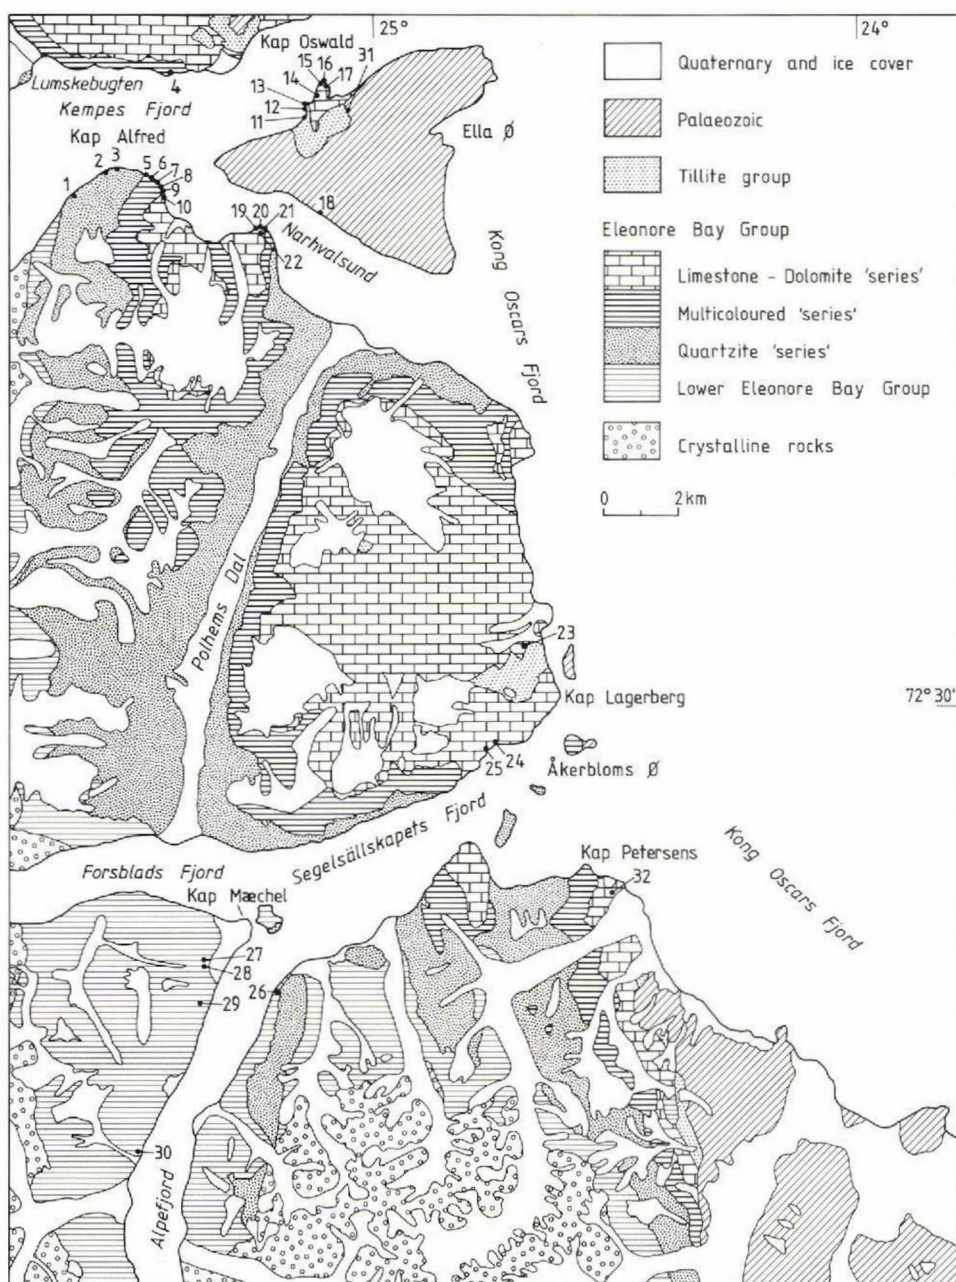 25°
24°
Kap Oswald
31
15 16 17
14
13
12
11
Lumskebugten
4
Kempes Fjord
Kap Alfred
Ella Ø
2 3 5 6 7
8
1
9
10
18
19 20 21
22
Narhvalsund
Kong Oscars Fjord
Quaternary and ice cover
Palaeozoic
Tillite group
Eleonore Bay Group
Limestone - Dolomite 'series'
Multicoloured 'series'
Quartzite 'series'
Lower Eleonore Bay Group
Crystalline rocks
0 2km
Polhems Dal
23
Kap Lagerberg
72° 30'
24
25
Åkerbloms Ø
Segelsällskapets Fjord
Forsblads Fjord
Kap Mæchel
Kap Petersens
32
Kong Oscars Fjord
27
28
26
29
30
Alpefjord